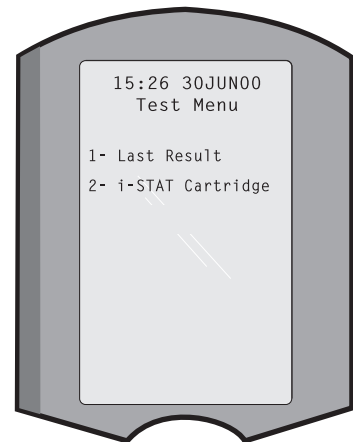 15:26 30JUN00
Test Menu
1- Last Result
2- i-STAT Cartridge